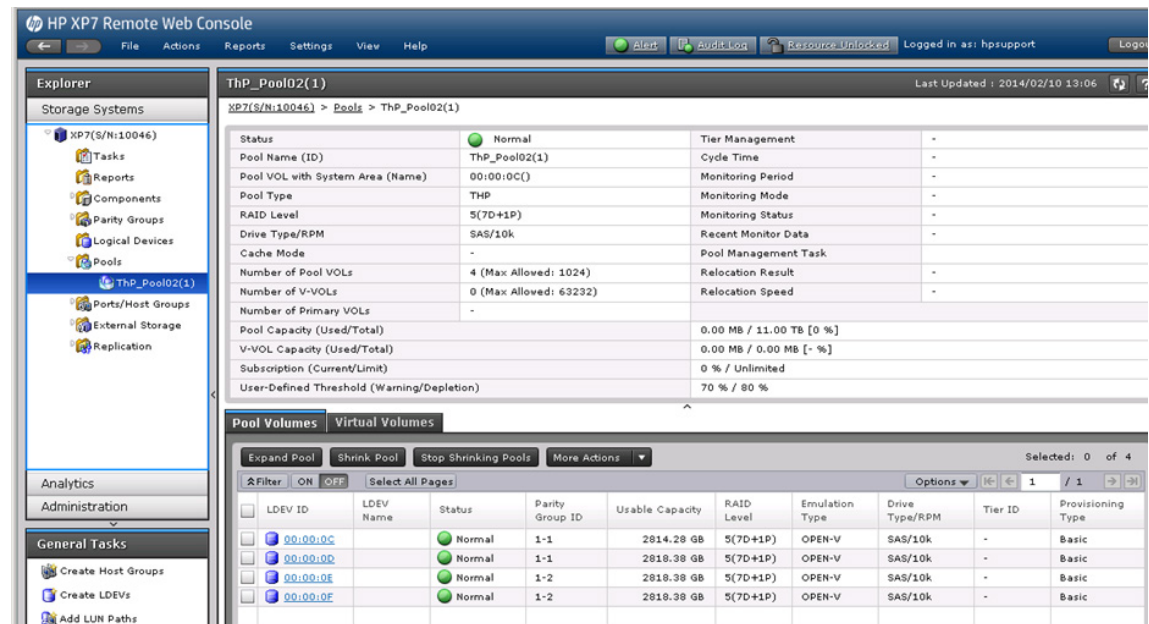 hp HP XP7 Remote Web Console
File Actions Reports Settings View Help Alert Audit Log Resource Unlocked Logged in as: hpsupport Logou
Explorer
Storage Systems
XP7(S/N:10046)
Tasks
Reports
Components
Parity Groups
Logical Devices
Pools
ThP_Pool02(1)
Ports/Host Groups
External Storage
Replication
Analytics
Administration
General Tasks
Create Host Groups
Create LDEVs
Add LUN Paths
ThP_Pool02(1) Last Updated : 2014/02/10 13:06 ?
XP7(S/N:10046) > Pools > ThP_Pool02(1)
Status Normal Tier Management -
Pool Name (ID) ThP_Pool02(1) Cycle Time -
Pool VOL with System Area (Name) 00:00:0C() Monitoring Period -
Pool Type THP Monitoring Mode -
RAID Level 5(7D+1P) Monitoring Status -
Drive Type/RPM SAS/10k Recent Monitor Data -
Cache Mode - Pool Management Task
Number of Pool VOLs 4 (Max Allowed: 1024) Relocation Result -
Number of V-VOLs 0 (Max Allowed: 63232) Relocation Speed -
Number of Primary VOLs -
Pool Capacity (Used/Total) 0.00 MB / 11.00 TB [0 %]
V-VOL Capacity (Used/Total) 0.00 MB / 0.00 MB [- %]
Subscription (Current/Limit) 0 % / Unlimited
User-Defined Threshold (Warning/Depletion) 70 % / 80 %
Pool Volumes Virtual Volumes
Expand Pool Shrink Pool Stop Shrinking Pools More Actions Selected: 0 of 4
Filter ON OFF Select All Pages Options 1 / 1
LDEV ID LDEV Name Status Parity Group ID Usable Capacity RAID Level Emulation Type Drive Type/RPM Tier ID Provisioning Type
00:00:0C Normal 1-1 2814.28 GB 5(7D+1P) OPEN-V SAS/10k - Basic
00:00:0D Normal 1-1 2818.38 GB 5(7D+1P) OPEN-V SAS/10k - Basic
00:00:0E Normal 1-2 2818.38 GB 5(7D+1P) OPEN-V SAS/10k - Basic
00:00:0F Normal 1-2 2818.38 GB 5(7D+1P) OPEN-V SAS/10k - Basic